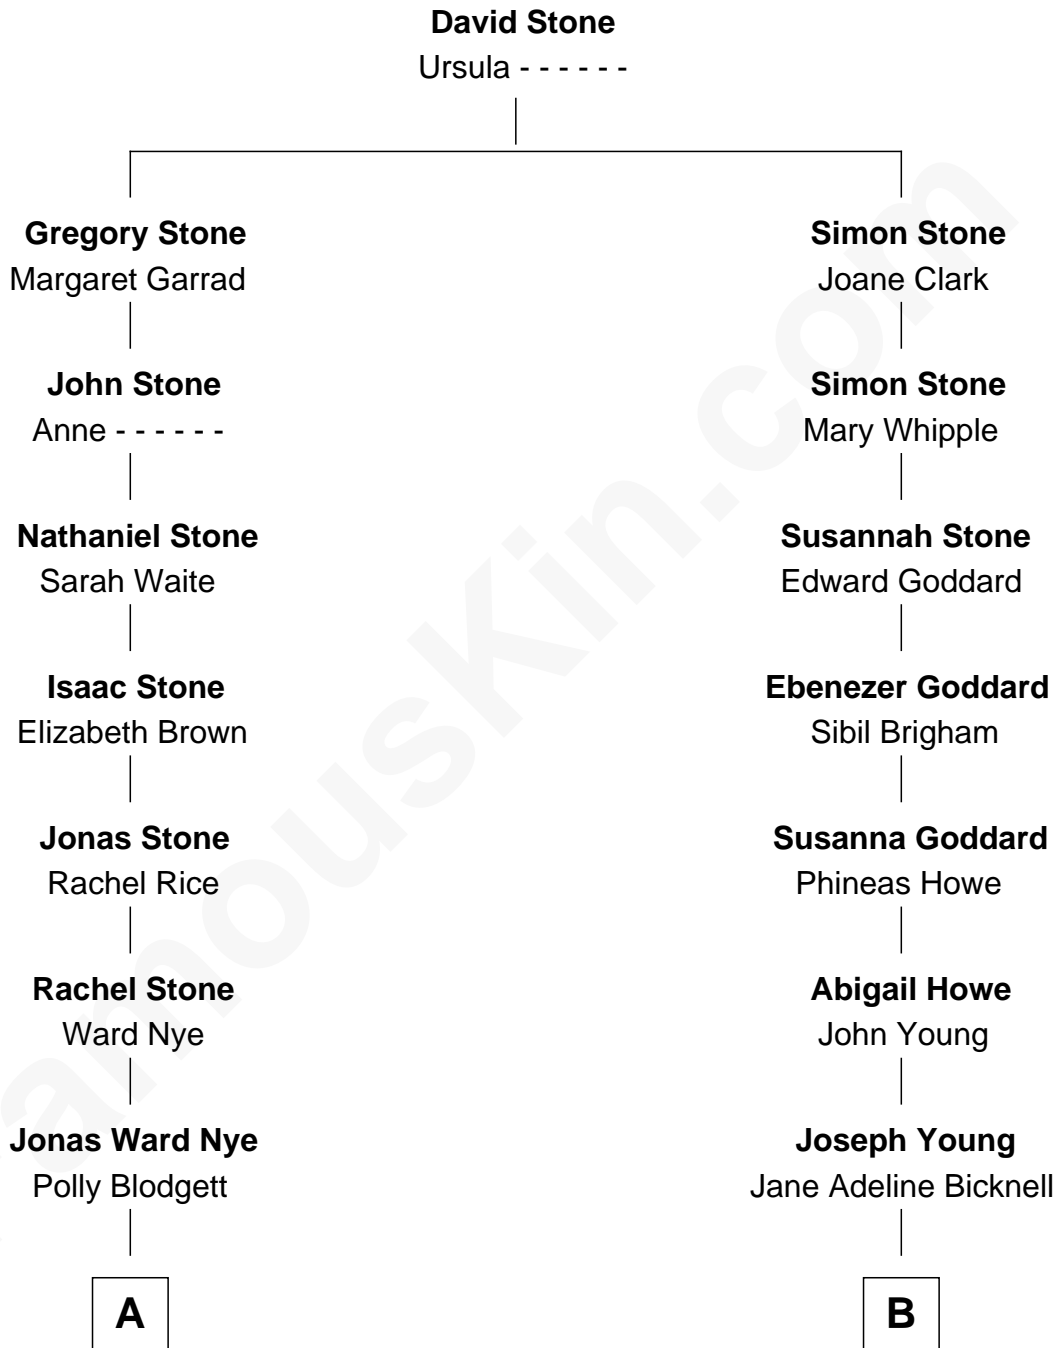 David Stone
Ursula - - - - - -
Gregory Stone
Margaret Garrad
Simon Stone
Joane Clark
John Stone
Anne - - - - - -
Simon Stone
Mary Whipple
Nathaniel Stone
Sarah Waite
Susannah Stone
Edward Goddard
Isaac Stone
Elizabeth Brown
Ebenezer Goddard
Sibil Brigham
Jonas Stone
Rachel Rice
Susanna Goddard
Phineas Howe
Rachel Stone
Ward Nye
Abigail Howe
John Young
Jonas Ward Nye
Polly Blodgett
Joseph Young
Jane Adeline Bicknell
A
B
amouskin.com